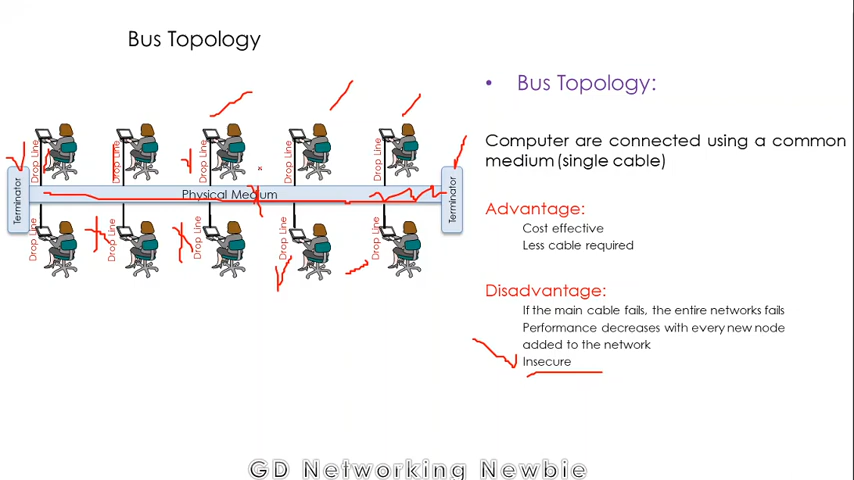 Bus Topology
Drop Line
Drop Line
Drop Line
Drop Line
Drop Line
Terminator
Physical Medium
Terminator
Drop Line
Drop Line
Drop Line
Drop Line
Drop Line
• Bus Topology:
Computer are connected using a common
medium (single cable)
Advantage:
Cost effective
Less cable required
Disadvantage:
If the main cable fails, the entire networks fails
Performance decreases with every new node
added to the network
Insecure
GD Networking Newbie